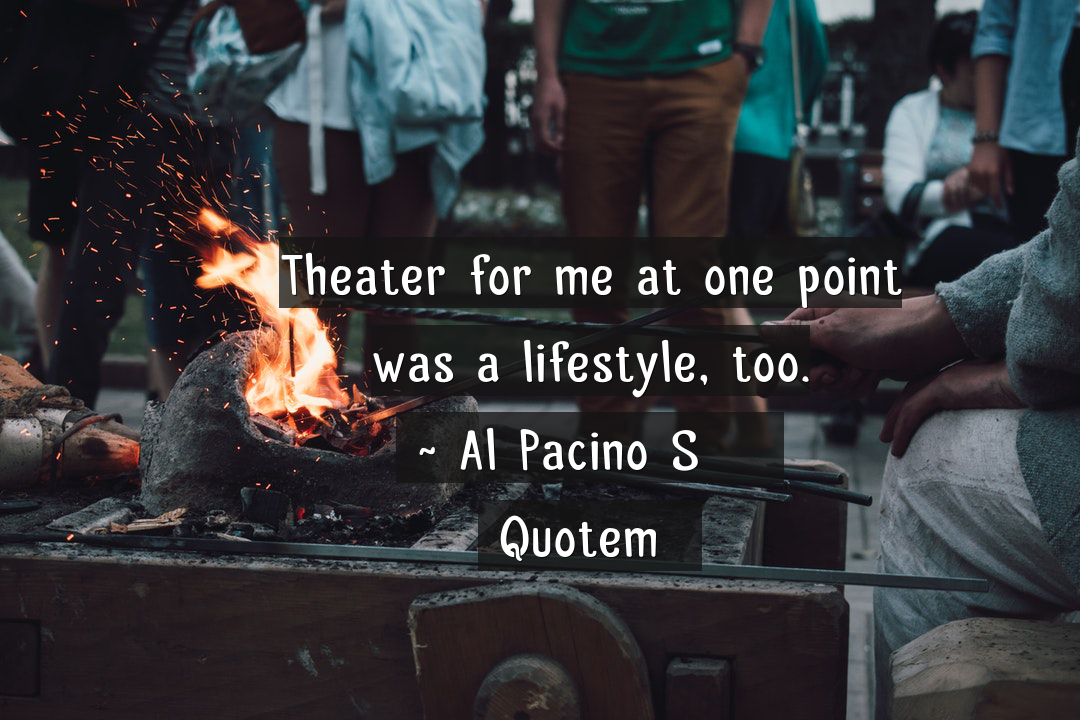 Theater for me at one point
was a lifestyle, too.
~ Al Pacino S
Quotem